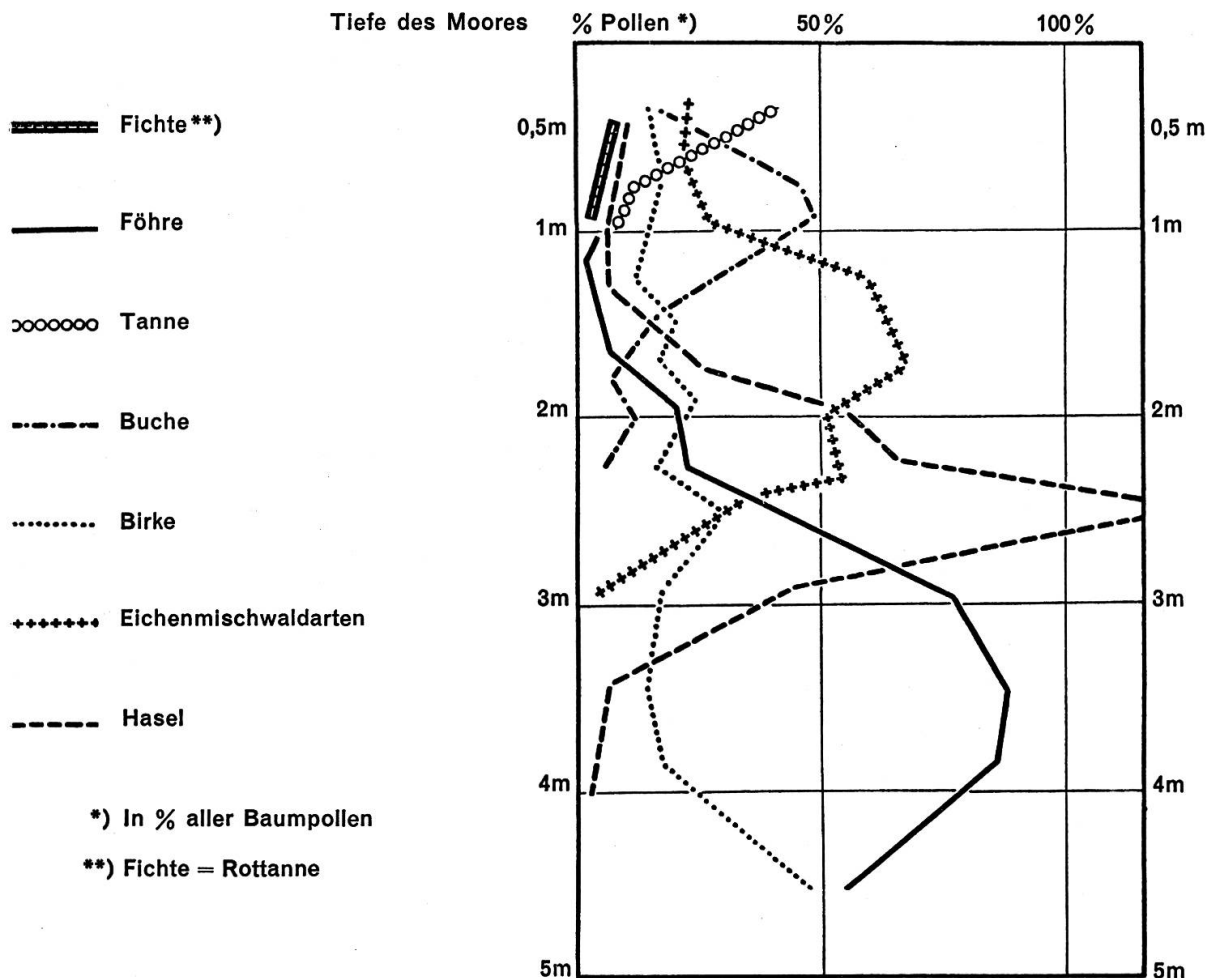 Tiefe des Moores % Pollen *) 50% 100%
Fichte**)
Föhre
Tanne
Buche
Birke
Eichenmischwaldarten
Hasel
*) In % aller Baumpollen
**) Fichte = Rottanne
0,5m 0,5 m
1m 1m
2m 2m
3m 3m
4m 4m
5m 5m